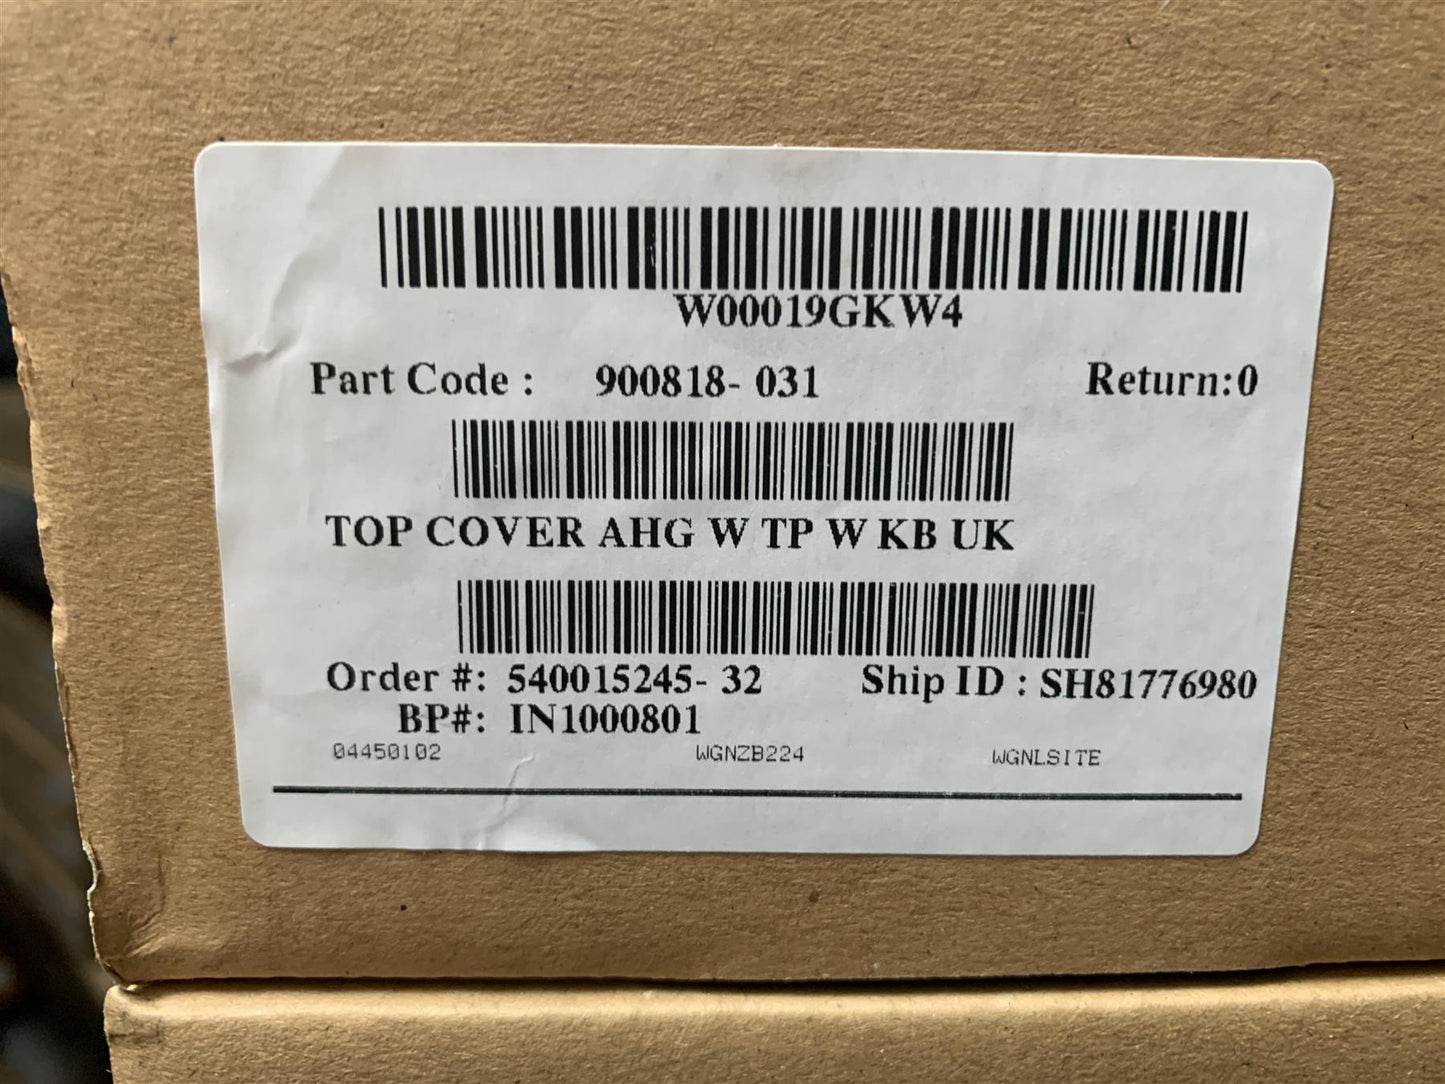 W00019GKW4
Part Code : 900818- 031 Return:0
TOP COVER AHG W TP W KB UK
Order #: 540015245- 32 Ship ID : SH81776980
BP#: IN1000801
04450102 WGNZB224 WGNLSITE